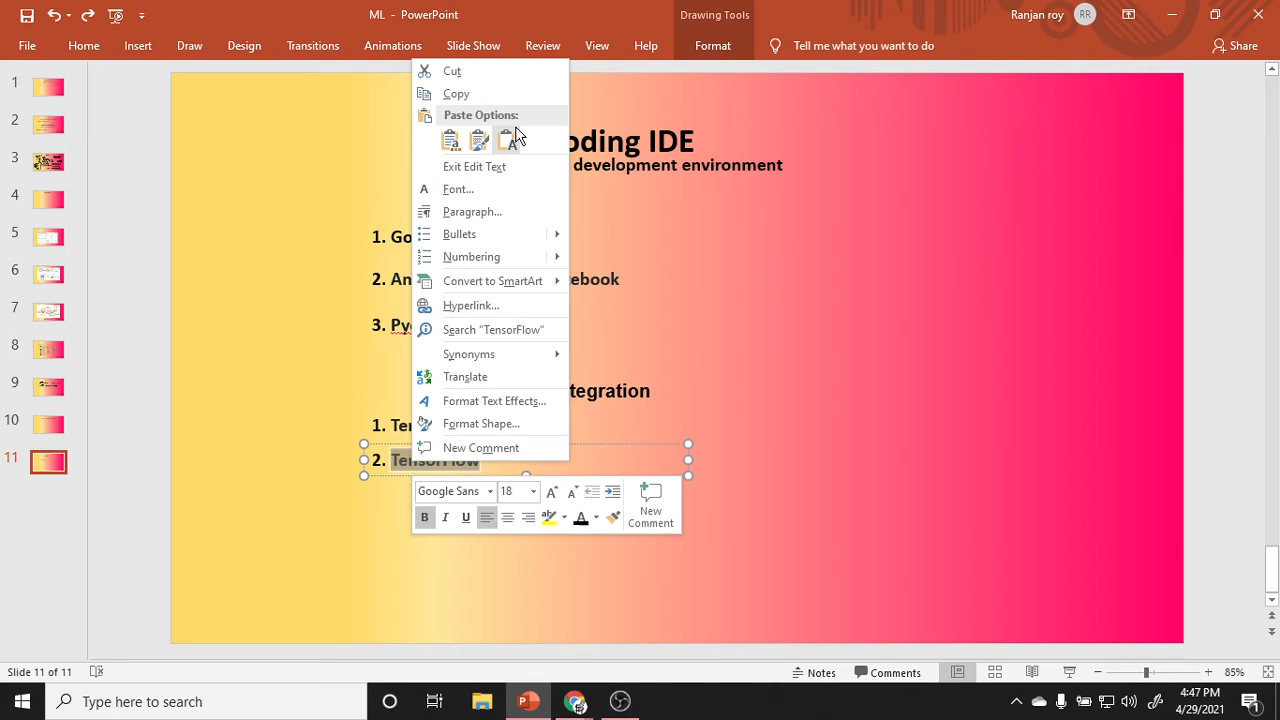 ML - PowerPoint
Drawing Tools
Ranjan roy
RR
File
Home
Insert
Draw
Design
Transitions
Animations
Slide Show
Review
View
Help
Format
Tell me what you want to do
Share
Cut
Copy
Paste Options:
Exit Edit Text
Font...
Paragraph...
Bullets
Numbering
Convert to SmartArt
Hyperlink...
Search "TensorFlow"
Synonyms
Translate
Format Text Effects...
Format Shape...
New Comment
oding IDE
development environment
1. Go
2. An
tebook
3. Pyc
tegration
1. Ten
2. TensorFlow
Google Sans
18
B I U
A
New
Comment
1
2
3
4
5
6
7
8
9
10
11
Slide 11 of 11
Notes
Comments
85%
Type here to search
4:47 PM
4/29/2021
1